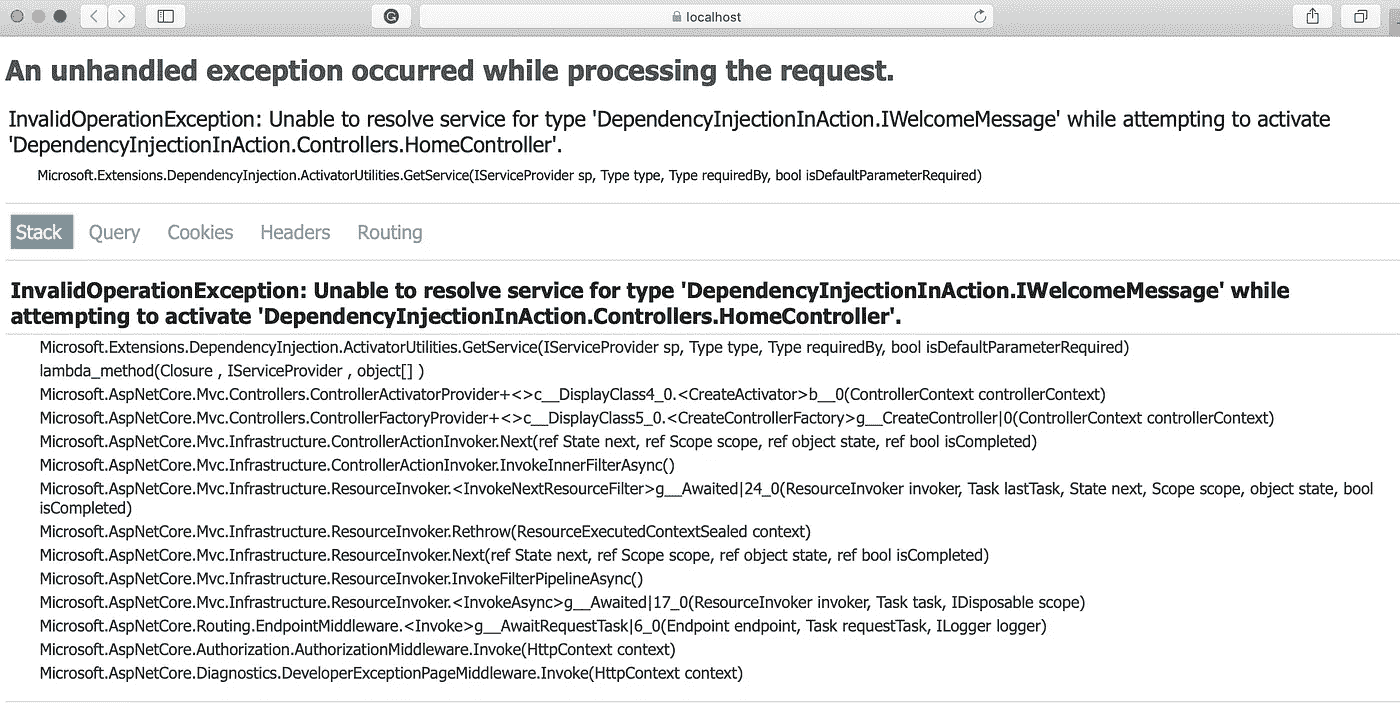 localhost
An unhandled exception occurred while processing the request.
InvalidOperationException: Unable to resolve service for type 'DependencyInjectionInAction.IWelcomeMessage' while attempting to activate
'DependencyInjectionInAction.Controllers.HomeController'.
Microsoft.Extensions.DependencyInjection.ActivatorUtilities.GetService(IServiceProvider sp, Type type, Type requiredBy, bool isDefaultParameterRequired)
Stack Query Cookies Headers Routing
InvalidOperationException: Unable to resolve service for type 'DependencyInjectionInAction.IWelcomeMessage' while
attempting to activate 'DependencyInjectionInAction.Controllers.HomeController'.
Microsoft.Extensions.DependencyInjection.ActivatorUtilities.GetService(IServiceProvider sp, Type type, Type requiredBy, bool isDefaultParameterRequired)
lambda_method(Closure , IServiceProvider , object[] )
Microsoft.AspNetCore.Mvc.Controllers.ControllerActivatorProvider+<>c__DisplayClass4_0.<CreateActivator>b__0(ControllerContext controllerContext)
Microsoft.AspNetCore.Mvc.Controllers.ControllerFactoryProvider+<>c__DisplayClass5_0.<CreateControllerFactory>g__CreateController|0(ControllerContext controllerContext)
Microsoft.AspNetCore.Mvc.Infrastructure.ControllerActionInvoker.Next(ref State next, ref Scope scope, ref object state, ref bool isCompleted)
Microsoft.AspNetCore.Mvc.Infrastructure.ControllerActionInvoker.InvokeInnerFilterAsync()
Microsoft.AspNetCore.Mvc.Infrastructure.ResourceInvoker.<InvokeNextResourceFilter>g__Awaited|24_0(ResourceInvoker invoker, Task lastTask, State next, Scope scope, object state, bool
isCompleted)
Microsoft.AspNetCore.Mvc.Infrastructure.ResourceInvoker.Rethrow(ResourceExecutedContextSealed context)
Microsoft.AspNetCore.Mvc.Infrastructure.ResourceInvoker.Next(ref State next, ref Scope scope, ref object state, ref bool isCompleted)
Microsoft.AspNetCore.Mvc.Infrastructure.ResourceInvoker.InvokeFilterPipelineAsync()
Microsoft.AspNetCore.Mvc.Infrastructure.ResourceInvoker.<InvokeAsync>g__Awaited|17_0(ResourceInvoker invoker, Task task, IDisposable scope)
Microsoft.AspNetCore.Routing.EndpointMiddleware.<Invoke>g__AwaitRequestTask|6_0(Endpoint endpoint, Task requestTask, ILogger logger)
Microsoft.AspNetCore.Authorization.AuthorizationMiddleware.Invoke(HttpContext context)
Microsoft.AspNetCore.Diagnostics.DeveloperExceptionPageMiddleware.Invoke(HttpContext context)